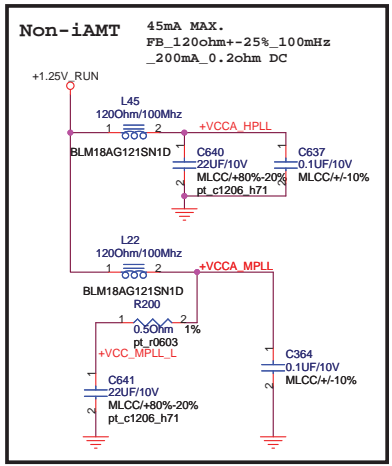 Non-iAMT
45mA MAX.
FB_120ohm+-25%_100mHz
_200mA_0.2ohm DC
+1.25V_RUN
L45
120Ohm/100Mhz
1 2
+VCCA_HPLL
BLM18AG121SN1D
1
C640
22UF/10V
MLCC/+80%-20%
pt_c1206_h71
2
1
C637
0.1UF/10V
MLCC/+/-10%
2
L22
120Ohm/100Mhz
1 2
+VCCA_MPLL
BLM18AG121SN1D
R200
1 2
0.5Ohm 1%
pt_r0603
+VCC_MPLL_L
1
C641
22UF/10V
MLCC/+80%-20%
pt_c1206_h71
2
1
C364
0.1UF/10V
MLCC/+/-10%
2